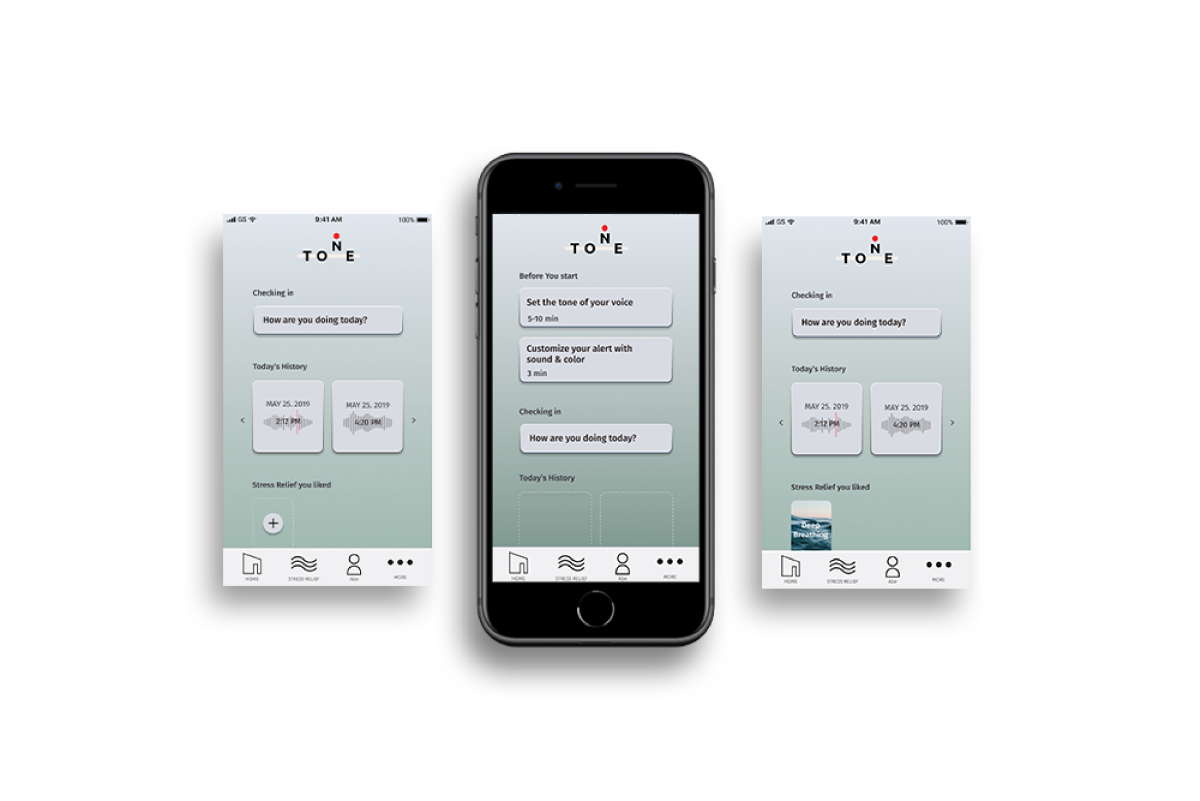 GS 9:41 AM 100%
TONE
Checking in
How are you doing today?
Today's History
MAY 25, 2019
2:12 PM
MAY 25, 2019
4:20 PM
Stress Relief you liked
HOME
STRESS RELIEF
MORE
TONE
Before You start
Set the tone of your voice
5-10 min
Customize your alert with
sound & color
3 min
Checking in
How are you doing today?
Today's History
HOME
STRESS RELIEF
MORE
GS 9:41 AM 100%
TONE
Checking in
How are you doing today?
Today's History
MAY 25, 2019
2:12 PM
MAY 25, 2019
4:20 PM
Stress Relief you liked
Deep
Breathing
HOME
STRESS RELIEF
MORE